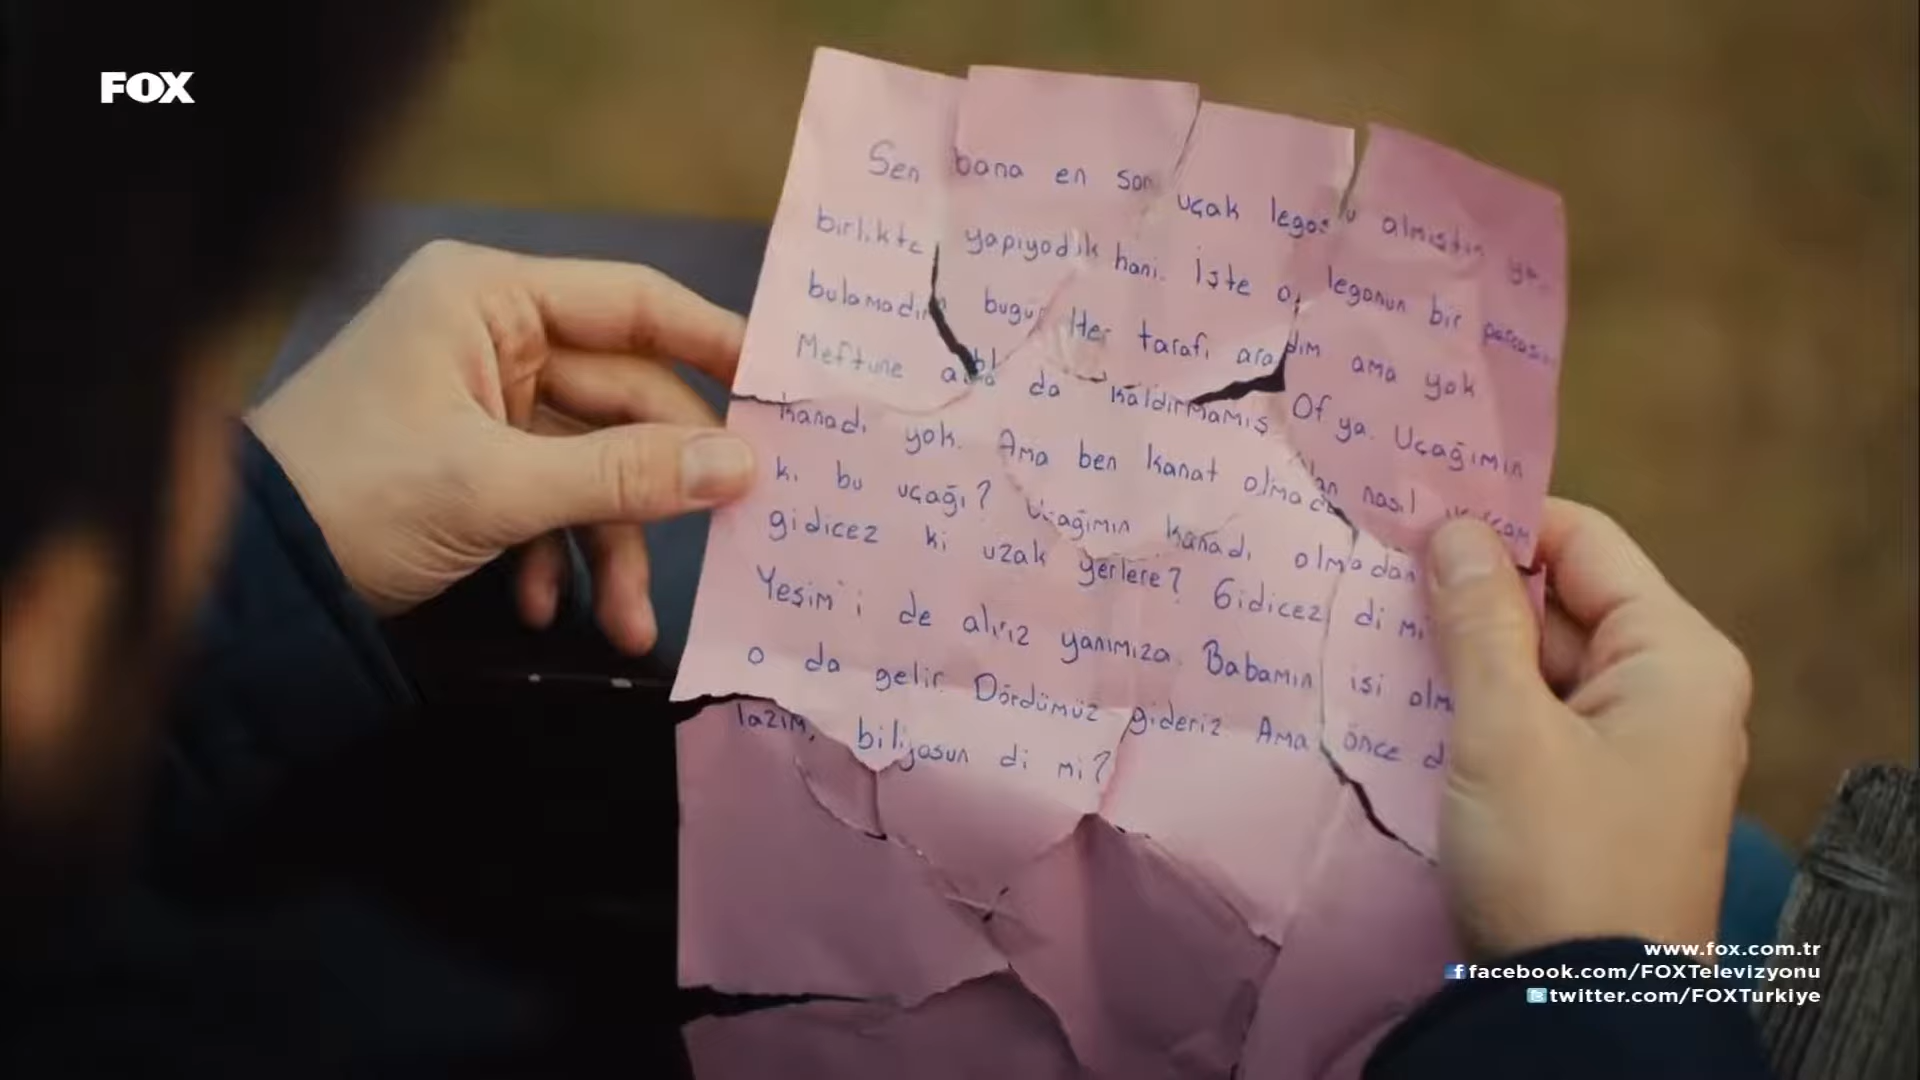 FOX
Sen bana en son uçak legosu almıştın ya.
birlikte yapıyodık hani. İşte o legonun bir parçasını
bulamadım bugün Her tarafı aradım ama yok
Meftune abla da kaldırmamış Of ya. Uçağımın
kanadı yok. Ama ben kanat olmadan nasıl
ki bu uçağı? Uçağımın kanadı olmadan
gidicez ki uzak yerlere? Gidicez di mi
Yeşim'i de alırız yanımıza. Babamın işi
o da gelir. Dördümüz gideriz. Ama önce
lazım, biliyosun di mi?
www.fox.com.tr
facebook.com/FOXTelevizyonu
twitter.com/FOXTurkiye